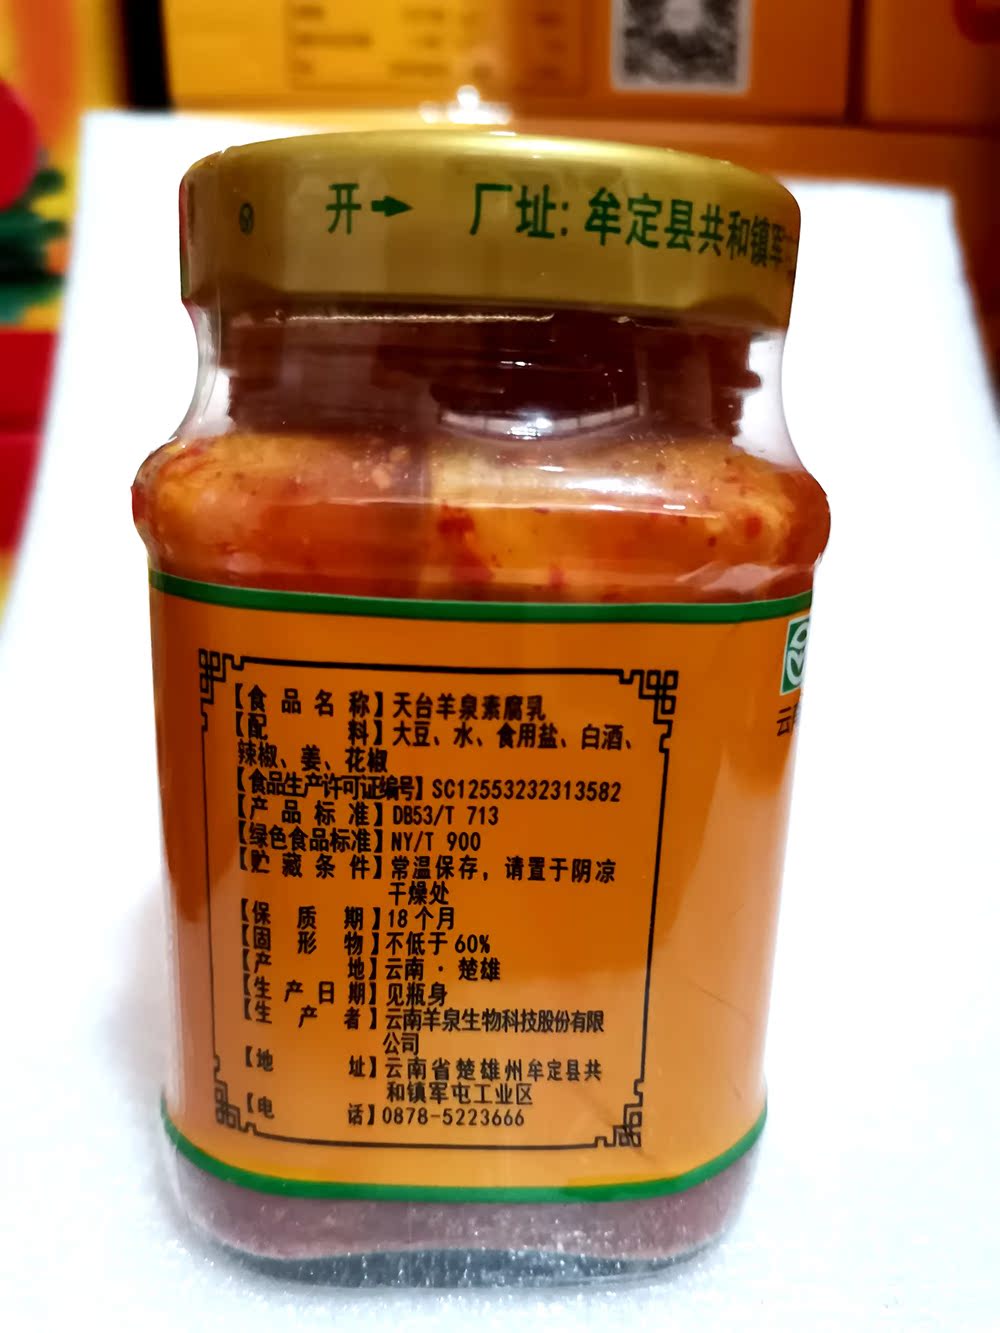 开→ 厂址:牟定县共和镇军
【食品名称】天台羊泉素腐乳
【配料】大豆、水、食用盐、白酒、
辣椒、姜、花椒
【食品生产许可证编号】SC12553232313582
【产品标准】DB53/T 713
【绿色食品标准】NY/T 900
【贮藏条件】常温保存，请置于阴凉
干燥处
【保质期】18个月
【固形物】不低于60%
【产地】云南·楚雄
【生产日期】见瓶身
【生产者】云南羊泉生物科技股份有限
公司
【地址】云南省楚雄州牟定县共
和镇军屯工业区
【电话】0878-5223666
云